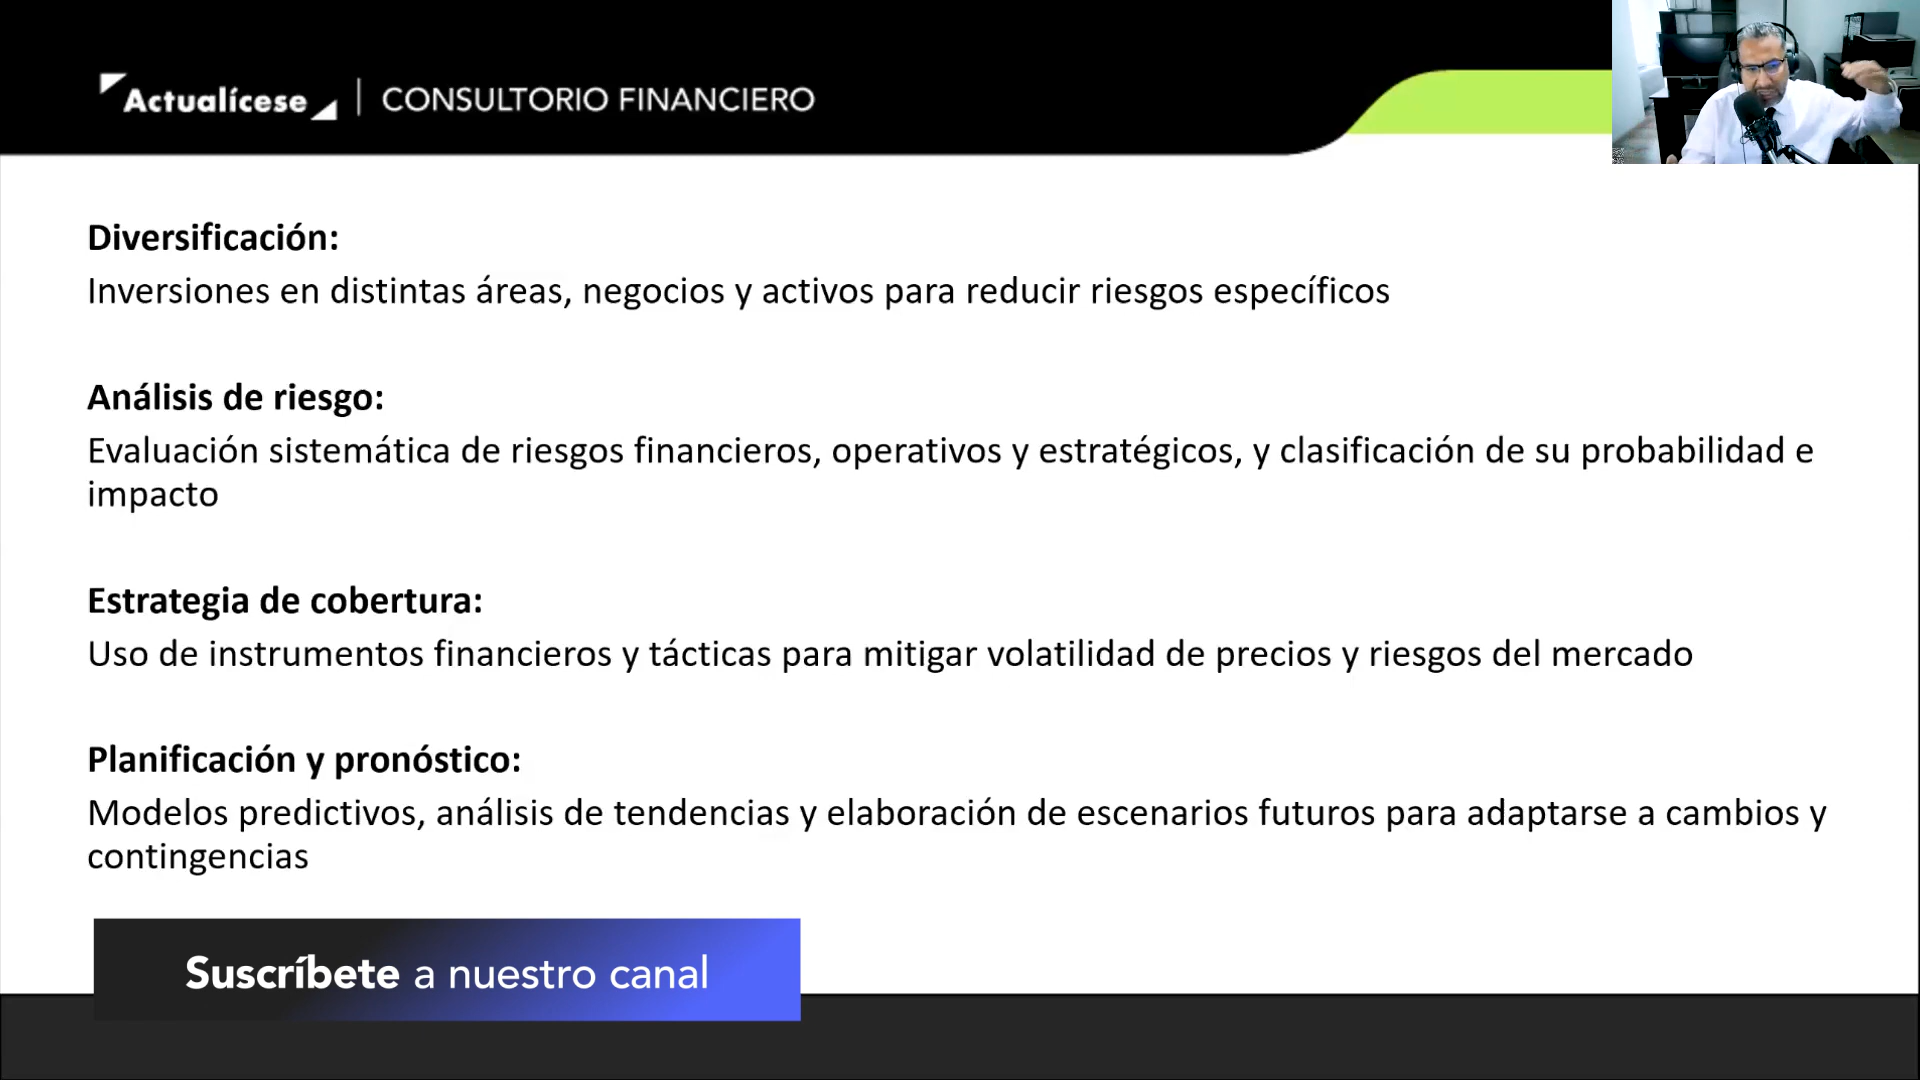 Actualícese | CONSULTORIO FINANCIERO
Diversificación:
Inversiones en distintas áreas, negocios y activos para reducir riesgos específicos
Análisis de riesgo:
Evaluación sistemática de riesgos financieros, operativos y estratégicos, y clasificación de su probabilidad e
impacto
Estrategia de cobertura:
Uso de instrumentos financieros y tácticas para mitigar volatilidad de precios y riesgos del mercado
Planificación y pronóstico:
Modelos predictivos, análisis de tendencias y elaboración de escenarios futuros para adaptarse a cambios y
contingencias
Suscríbete a nuestro canal